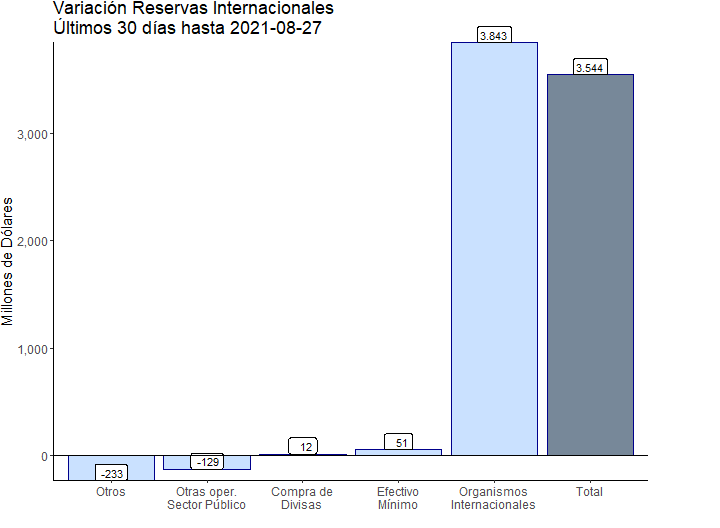 Variación Reservas Internacionales
Últimos 30 días hasta 2021-08-27
3.843
3.544
3,000
2,000
1,000
0
Millones de Dólares
-233
-129
12
51
Otros
Otras oper.
Sector Público
Compra de
Divisas
Efectivo
Mínimo
Organismos
Internacionales
Total